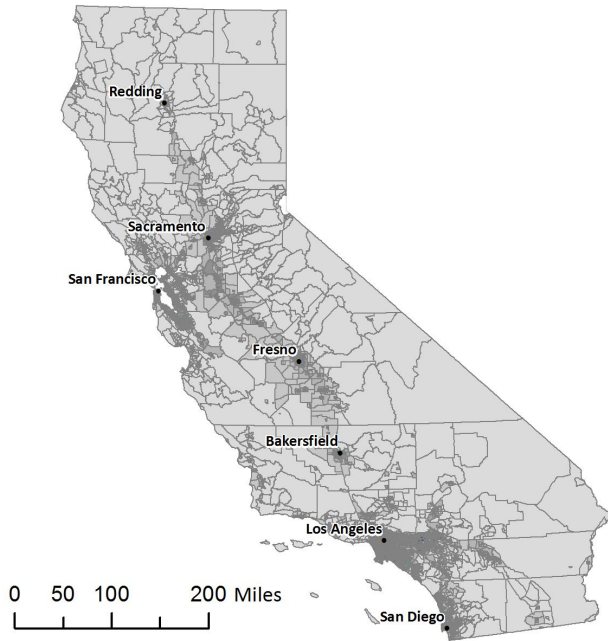 Redding
Sacramento
San Francisco
Fresno
Bakersfield
Los Angeles
0 50 100 200 Miles
San Diego